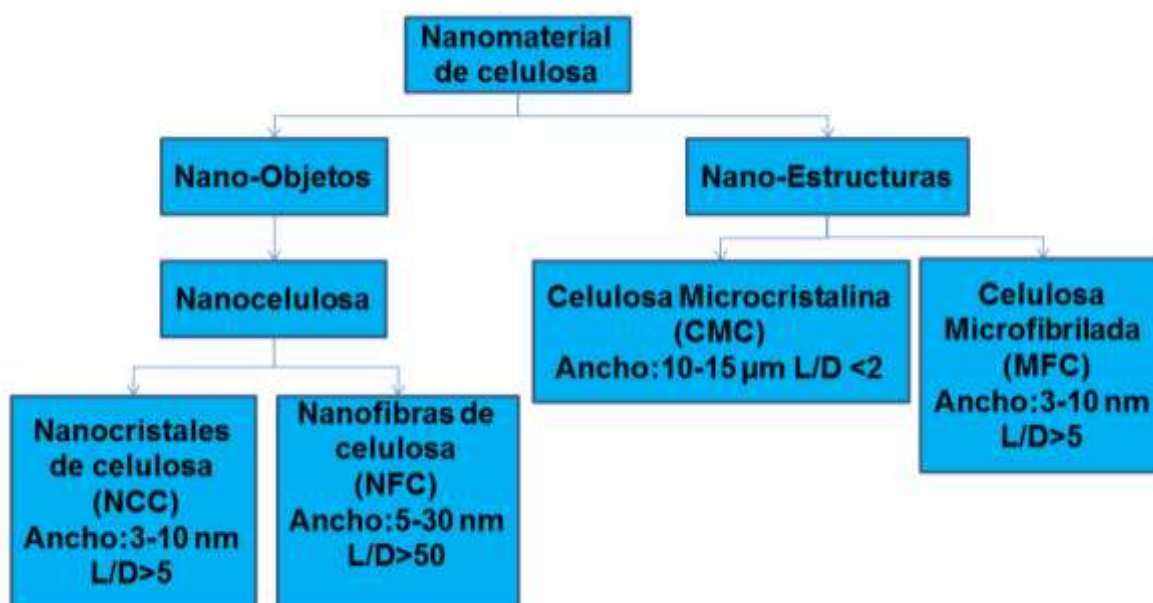 Nanomaterial
de celulosa
Nano-Objetos
Nano-Estructuras
Nanocelulosa
Celulosa Microcristalina
(CMC)
Ancho:10-15 µm L/D <2
Celulosa
Microfibrilada
(MFC)
Ancho:3-10 nm
L/D>5
Nanocristales
de celulosa
(NCC)
Ancho:3-10 nm
L/D>5
Nanofibras de
celulosa
(NFC)
Ancho:5-30 nm
L/D>50